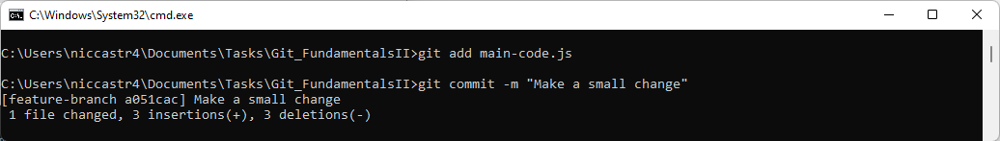 C:\Windows\System32\cmd.exe
C:\Users\niccastr4\Documents\Tasks\Git_FundamentalsII>git add main-code.js
C:\Users\niccastr4\Documents\Tasks\Git_FundamentalsII>git commit -m "Make a small change"
[feature-branch a051cac] Make a small change
 1 file changed, 3 insertions(+), 3 deletions(-)